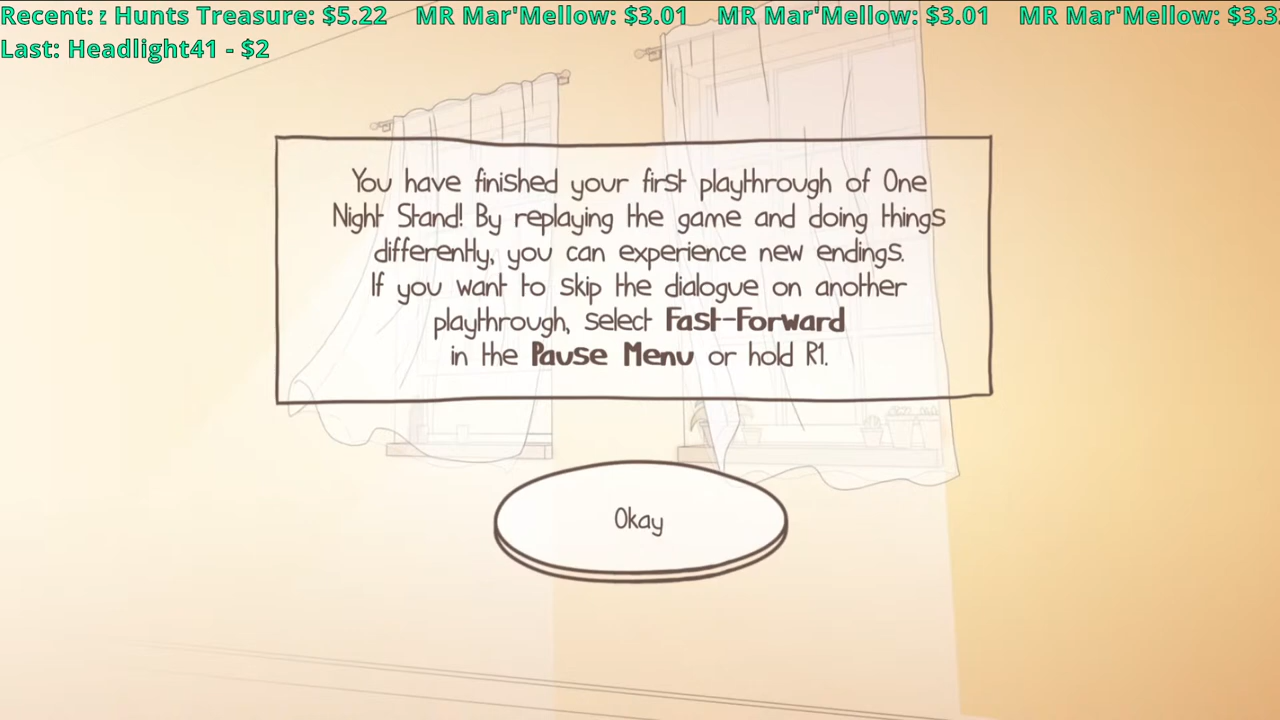 Recent: z Hunts Treasure: $5.22 MR Mar'Mellow: $3.01 MR Mar'Mellow: $3.01 MR Mar'Mellow: $3.3
Last: Headlight41 - $2
You have finished your first playthrough of One
Night Stand! By replaying the game and doing things
differently, you can experience new endings.
If you want to skip the dialogue on another
playthrough, select Fast-Forward
in the Pause Menu or hold R1.
Okay